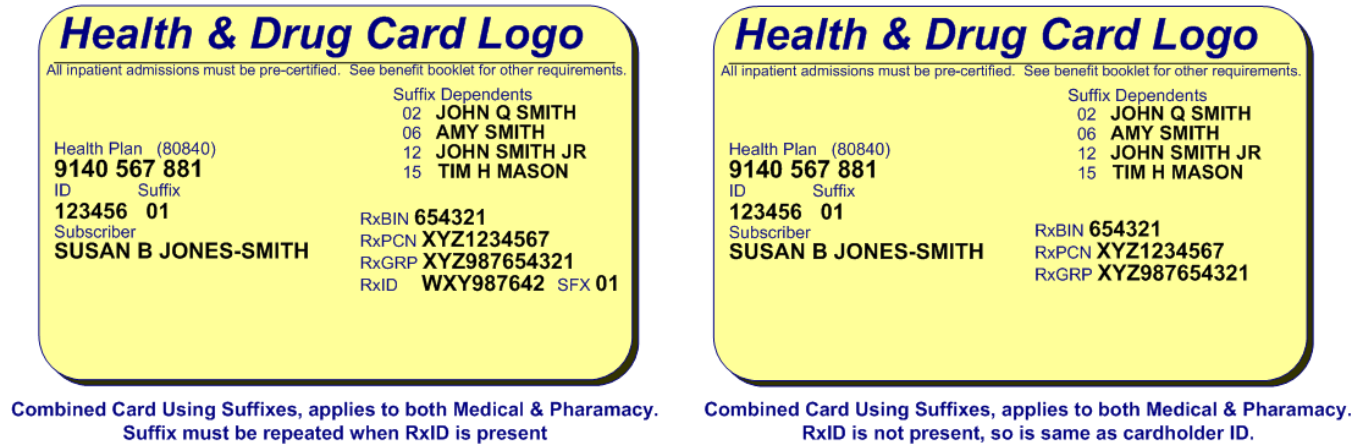 Health & Drug Card Logo
All inpatient admissions must be pre-certified. See benefit booklet for other requirements.
Suffix Dependents
02 JOHN Q SMITH
06 AMY SMITH
12 JOHN SMITH JR
15 TIM H MASON
Health Plan (80840)
9140 567 881
ID Suffix
123456 01
Subscriber
SUSAN B JONES-SMITH
RxBIN 654321
RxPCN XYZ1234567
RxGRP XYZ987654321
RxID WXY987642 SFX 01
Combined Card Using Suffixes, applies to both Medical & Pharamacy.
Suffix must be repeated when RxID is present
Health & Drug Card Logo
All inpatient admissions must be pre-certified. See benefit booklet for other requirements.
Suffix Dependents
02 JOHN Q SMITH
06 AMY SMITH
12 JOHN SMITH JR
15 TIM H MASON
Health Plan (80840)
9140 567 881
ID Suffix
123456 01
Subscriber
SUSAN B JONES-SMITH
RxBIN 654321
RxPCN XYZ1234567
RxGRP XYZ987654321
Combined Card Using Suffixes, applies to both Medical & Pharamacy.
RxID is not present, so is same as cardholder ID.